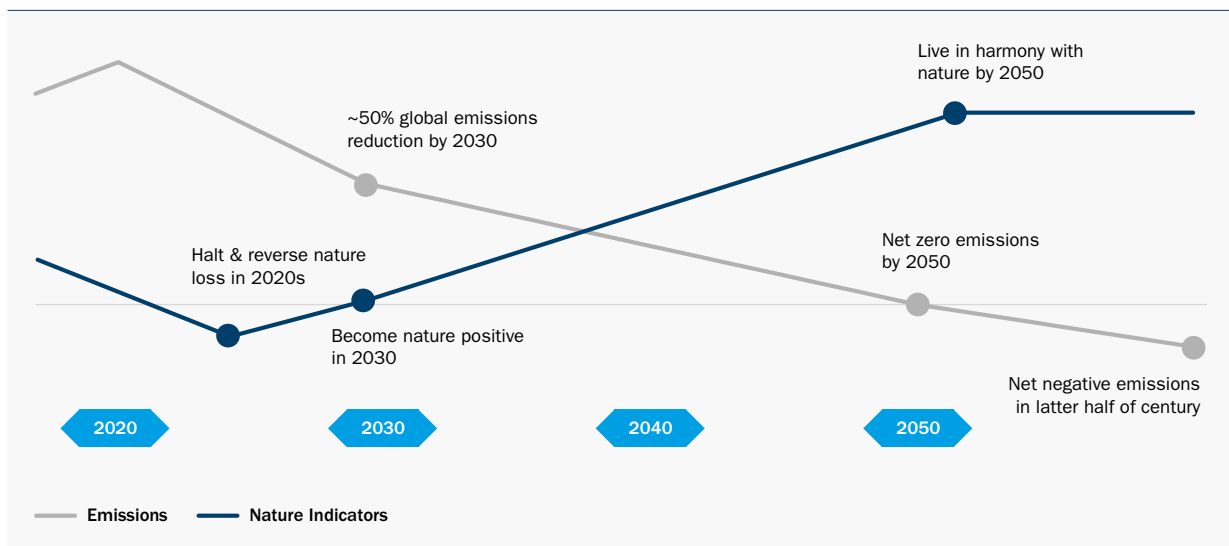 Live in harmony with
nature by 2050
~50% global emissions
reduction by 2030
Net zero emissions
by 2050
Halt & reverse nature
loss in 2020s
Become nature positive
in 2030
Net negative emissions
in latter half of century
2020
2030
2040
2050
Emissions
Nature Indicators